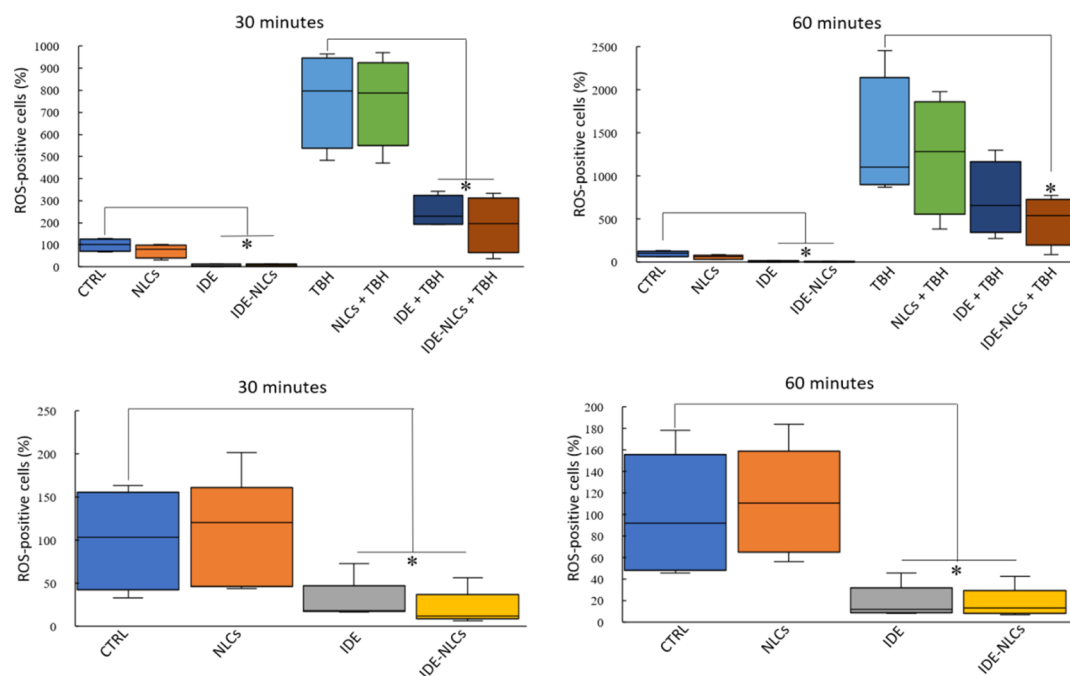 30 minutes
ROS-positive cells (%)
1000
900
800
700
600
500
400
300
200
100
0
*
*
CTRL
NLCs
IDE
IDE-NLCs
TBH
NLCs + TBH
IDE + TBH
IDE-NLCs + TBH
60 minutes
ROS-positive cells (%)
2500
2000
1500
1000
500
0
*
*
CTRL
NLCs
IDE
IDE-NLCs
TBH
NLCs + TBH
IDE + TBH
IDE-NLCs + TBH
30 minutes
ROS-positive cells (%)
250
200
150
100
50
0
*
CTRL
NLCs
IDE
IDE-NLCs
60 minutes
ROS-positive cells (%)
200
180
160
140
120
100
80
60
40
20
0
*
CTRL
NLCs
IDE
IDE-NLCs